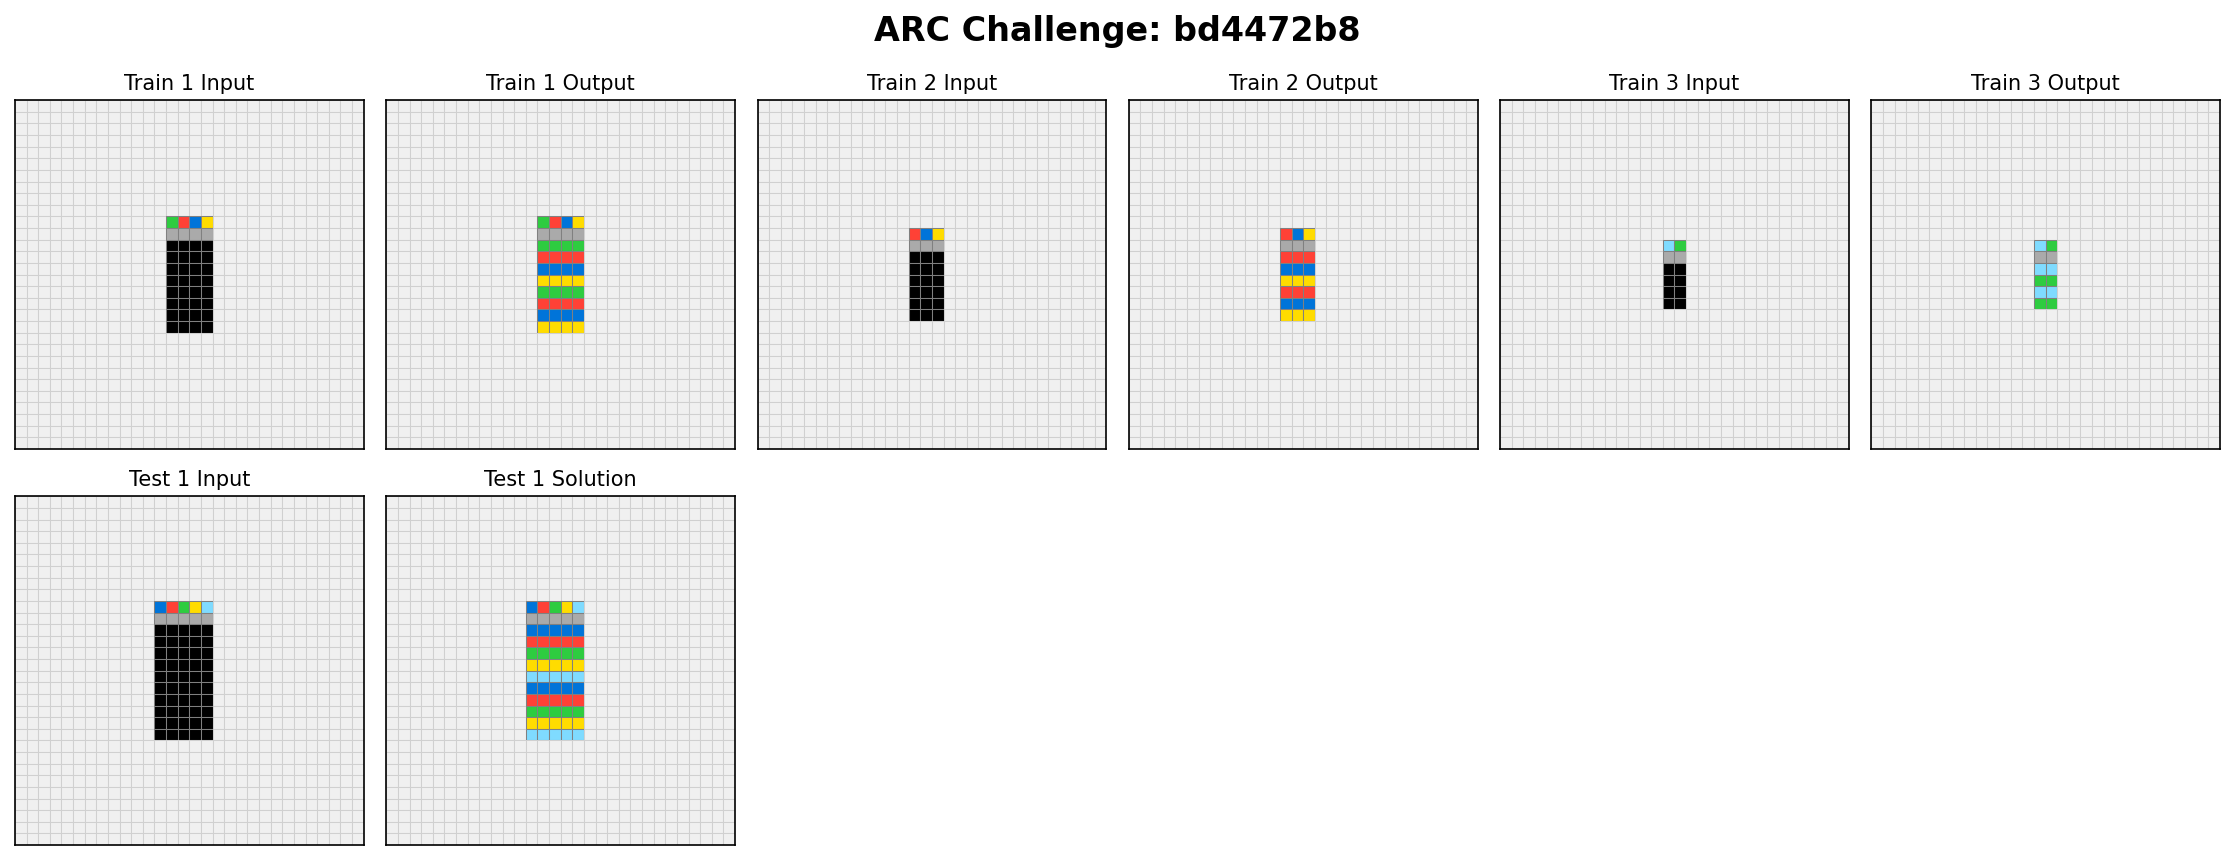 ARC Challenge: bd4472b8
Train 1 Input
Train 1 Output
Train 2 Input
Train 2 Output
Train 3 Input
Train 3 Output
Test 1 Input
Test 1 Solution